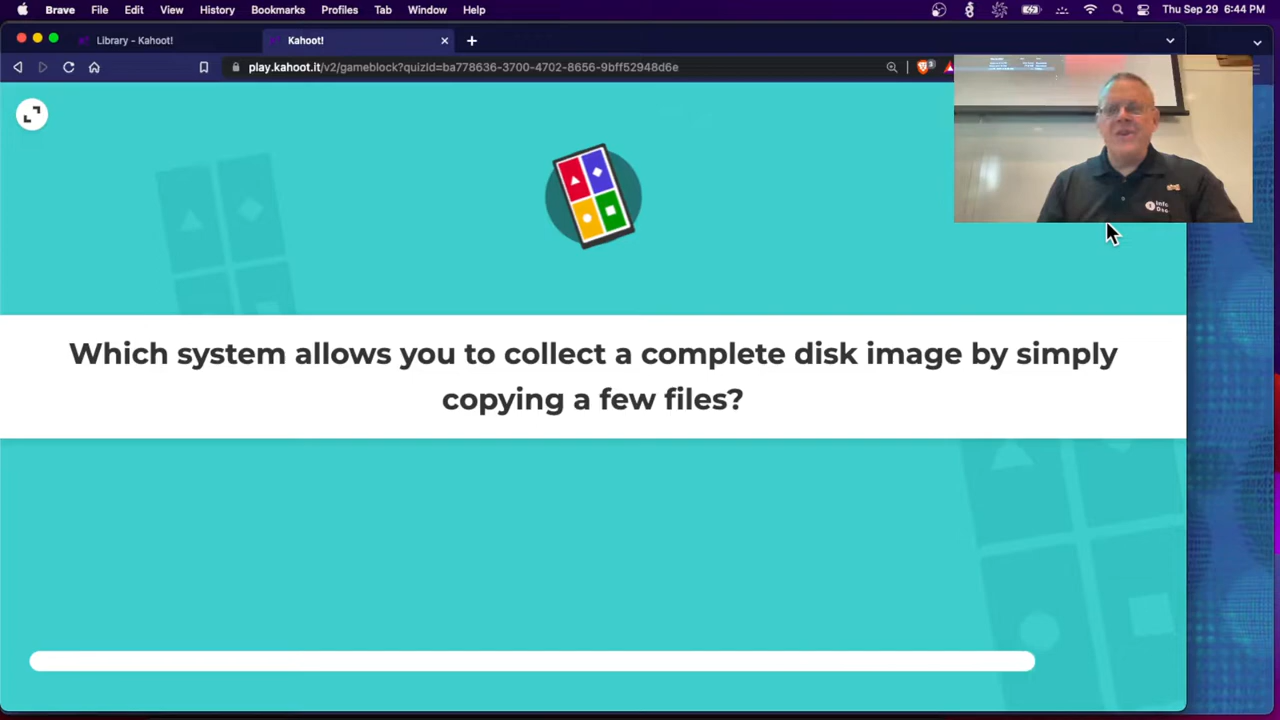 Brave File Edit View History Bookmarks Profiles Tab Window Help Thu Sep 29 6:44 PM
Library - Kahoot! Kahoot!
play.kahoot.it/v2/gameblock?quizId=ba778636-3700-4702-8656-9bff52948d6e
Which system allows you to collect a complete disk image by simply
copying a few files?